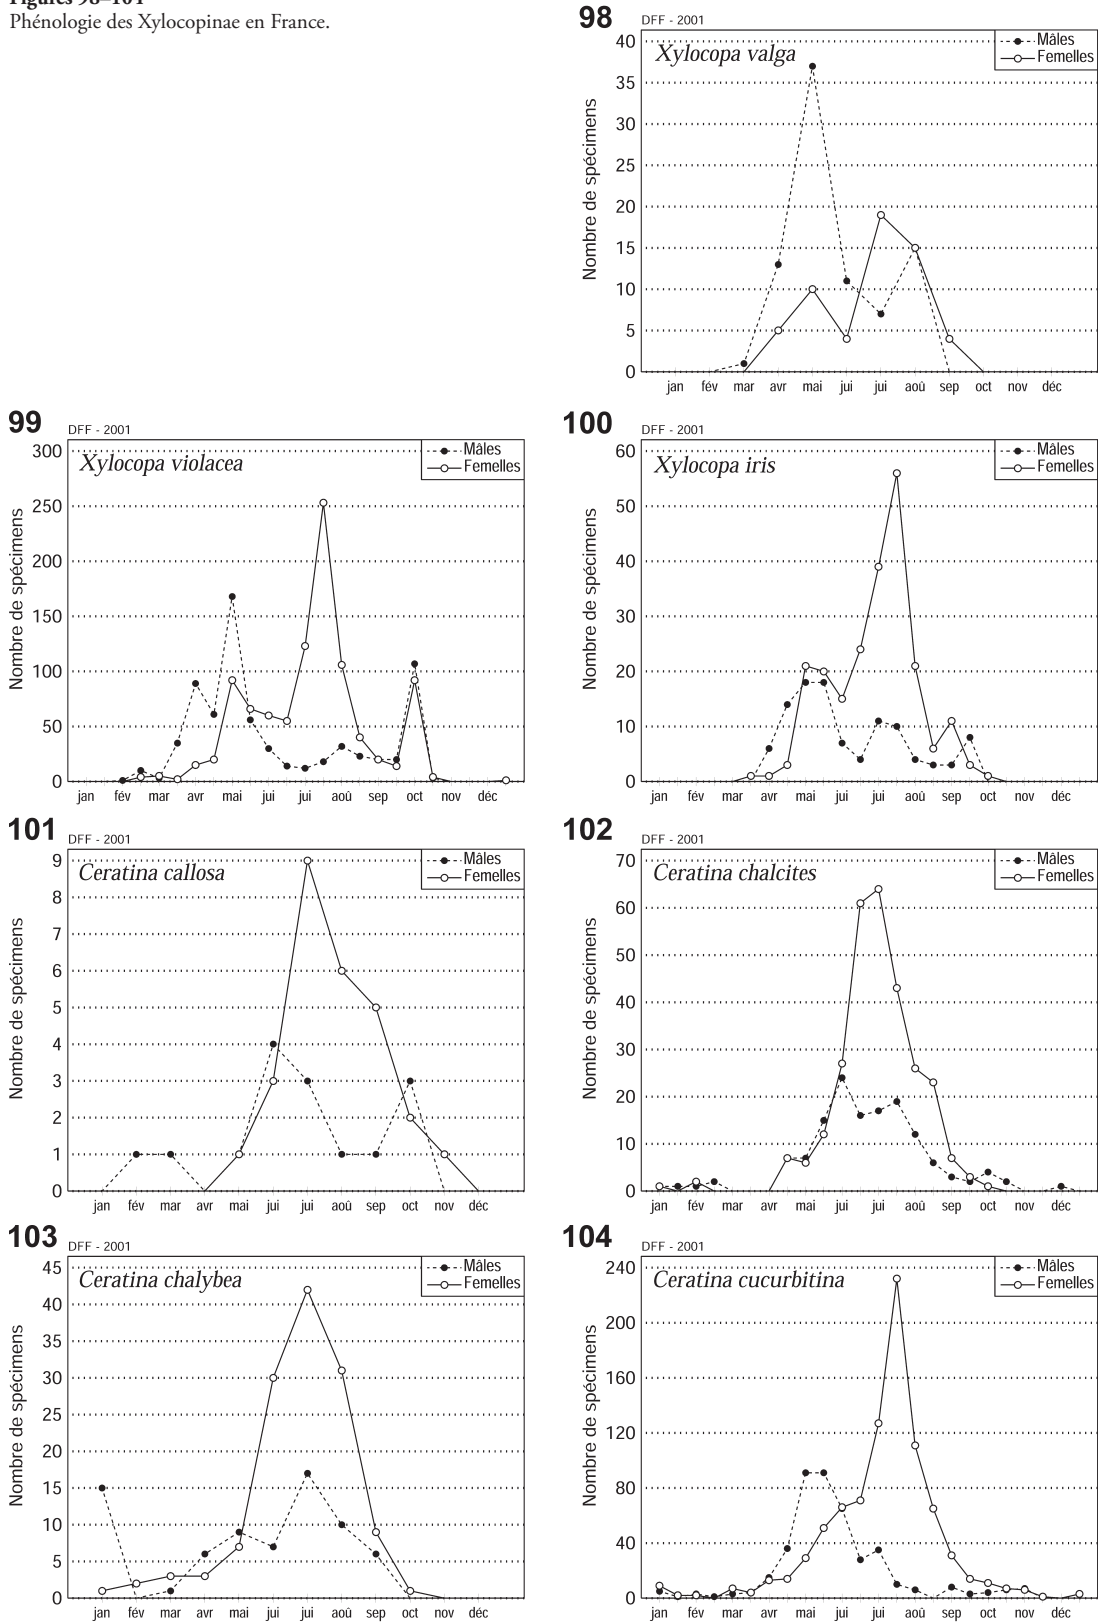 Figures 98–104
Phénologie des Xylocopinae en France.
98
DFF - 2001
Xylocopa valga
Mâles
Femelles
Nombre de spécimens
40
35
30
25
20
15
10
5
0
jan fév mar avr mai jui jui aoû sep oct nov déc
99
DFF - 2001
Xylocopa violacea
Mâles
Femelles
Nombre de spécimens
300
250
200
150
100
50
0
jan fév mar avr mai jui jui aoû sep oct nov déc
100
DFF - 2001
Xylocopa iris
Mâles
Femelles
Nombre de spécimens
60
50
40
30
20
10
0
jan fév mar avr mai jui jui aoû sep oct nov déc
101
DFF - 2001
Ceratina callosa
Mâles
Femelles
Nombre de spécimens
9
8
7
6
5
4
3
2
1
0
jan fév mar avr mai jui jui aoû sep oct nov déc
102
DFF - 2001
Ceratina chalcites
Mâles
Femelles
Nombre de spécimens
70
60
50
40
30
20
10
0
jan fév mar avr mai jui jui aoû sep oct nov déc
103
DFF - 2001
Ceratina chalybea
Mâles
Femelles
Nombre de spécimens
45
40
35
30
25
20
15
10
5
0
jan fév mar avr mai jui jui aoû sep oct nov déc
104
DFF - 2001
Ceratina cucurbitina
Mâles
Femelles
Nombre de spécimens
240
200
160
120
80
40
0
jan fév mar avr mai jui jui aoû sep oct nov déc